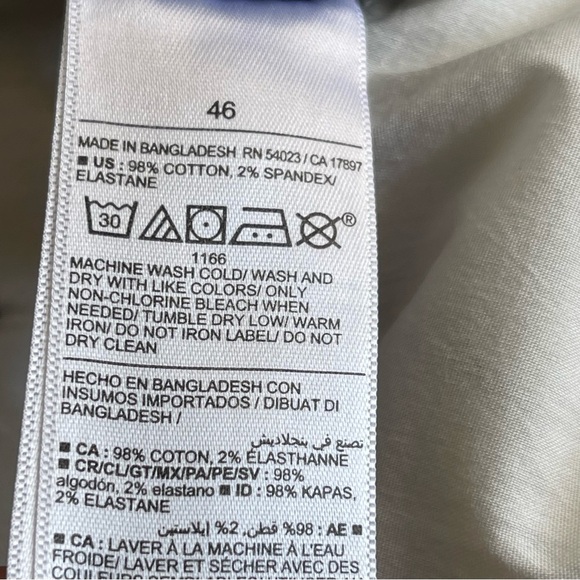 46
MADE IN BANGLADESH RN 54023 / CA 17897
■ US : 98% COTTON, 2% SPANDEX/
ELASTANE
30
®
1166
MACHINE WASH COLD/ WASH AND
DRY WITH LIKE COLORS/ ONLY
NON-CHLORINE BLEACH WHEN
NEEDED/ TUMBLE DRY LOW/ WARM
IRON/ DO NOT IRON LABEL/ DO NOT
DRY CLEAN
HECHO EN BANGLADESH CON
INSUMOS IMPORTADOS / DIBUAT DI
BANGLADESH /
تصنع في بنجلاديش
■ CA : 98% COTON, 2% ÉLASTHANNE
■ CR/CL/GT/MX/PA/PE/SV : 98%
algodón, 2% elastano ■ ID : 98% KAPAS,
2% ELASTANE
■ AE : 98% قطن, 2% إيلاستين
■ CA : LAVER À LA MACHINE À L'EAU
FROIDE/ LAVER ET SÉCHER AVEC DES